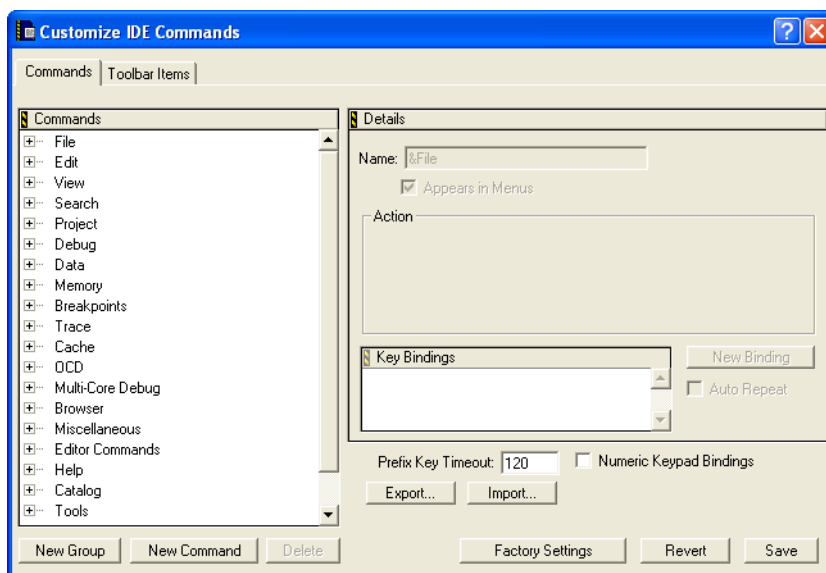 Customize IDE Commands
?
Commands
Toolbar Items
Commands
File
Edit
View
Search
Project
Debug
Data
Memory
Breakpoints
Trace
Cache
OCD
Multi-Core Debug
Browser
Miscellaneous
Editor Commands
Help
Catalog
Tools
Details
Name: &File
Appears in Menus
Action
Key Bindings
New Binding
Auto Repeat
Prefix Key Timeout: 120
Numeric Keypad Bindings
Export... Import...
New Group New Command Delete Factory Settings Revert Save